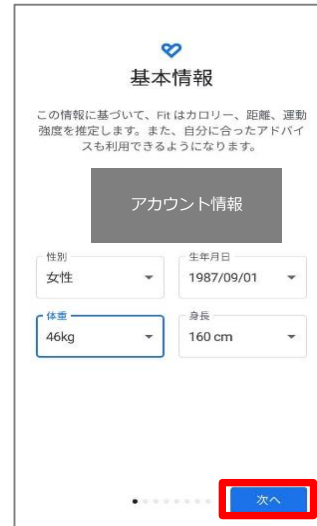 基本情報
この情報に基づいて、Fit はカロリー、距離、運動
強度を推定します。また、自分に合ったアドバイ
スも利用できるようになります。
アカウント情報
性別
女性
生年月日
1987/09/01
体重
46kg
身長
160 cm
次へ